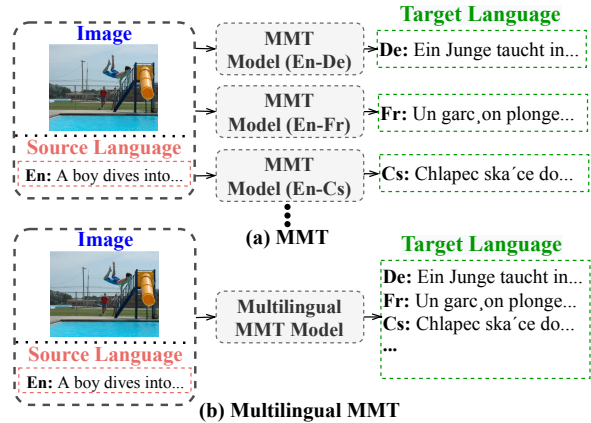 Image
Source Language
En: A boy dives into...
MMT
Model (En-De)
MMT
Model (En-Fr)
MMT
Model (En-Cs)
Target Language
De: Ein Junge taucht in...
Fr: Un garc¸on plonge...
Cs: Chlapec ska´ce do...
(a) MMT
Image
Source Language
En: A boy dives into...
Multilingual
MMT Model
Target Language
De: Ein Junge taucht in...
Fr: Un garc¸on plonge...
Cs: Chlapec ska´ce do...
...
(b) Multilingual MMT